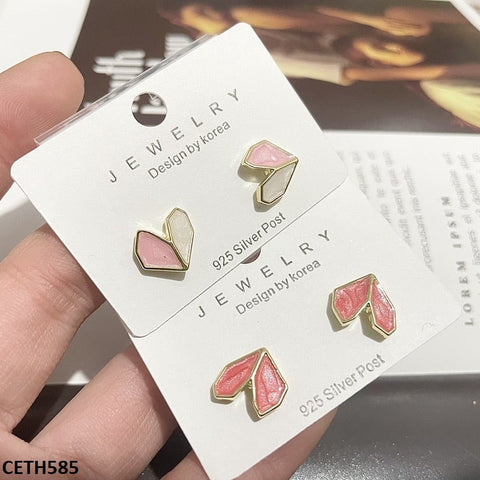 JEWELRY
Design by korea
925 Silver Post
JEWELRY
Design by korea
925 Silver Post
LOREM IPSUM
CETH585